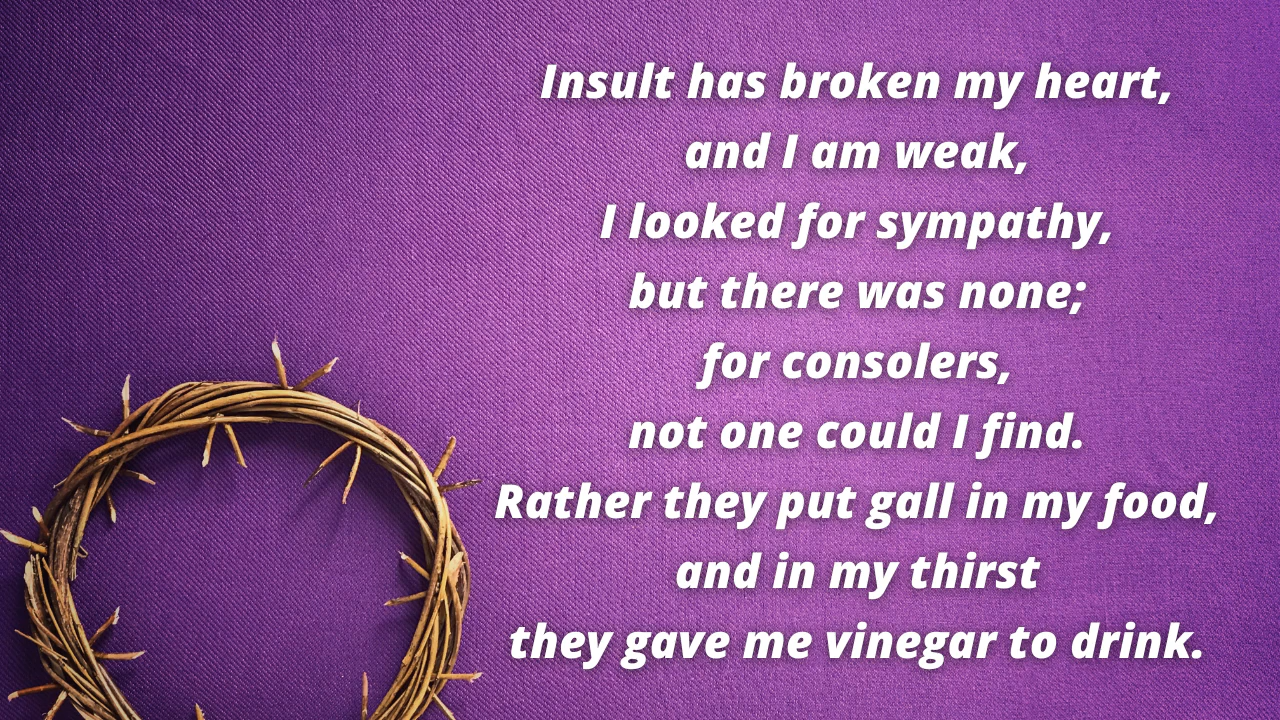 Insult has broken my heart,
and I am weak,
I looked for sympathy,
but there was none;
for consolers,
not one could I find.
Rather they put gall in my food,
and in my thirst
they gave me vinegar to drink.